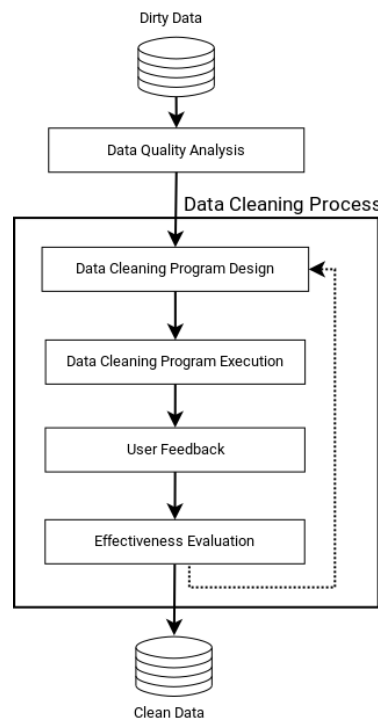 Dirty Data
Data Quality Analysis
Data Cleaning Process
Data Cleaning Program Design
Data Cleaning Program Execution
User Feedback
Effectiveness Evaluation
Clean Data